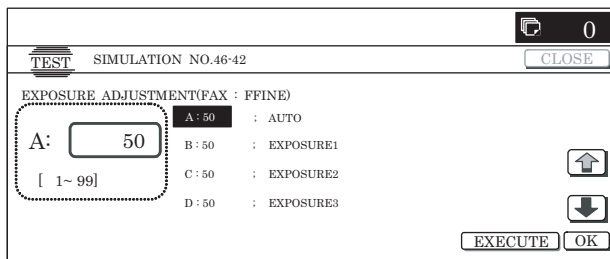 0
TEST SIMULATION NO.46-42 CLOSE
EXPOSURE ADJUSTMENT(FAX : FFINE)
A: 50
[ 1~ 99]
A : 50 ; AUTO
B : 50 ; EXPOSURE1
C : 50 ; EXPOSURE2
D : 50 ; EXPOSURE3
EXECUTE OK